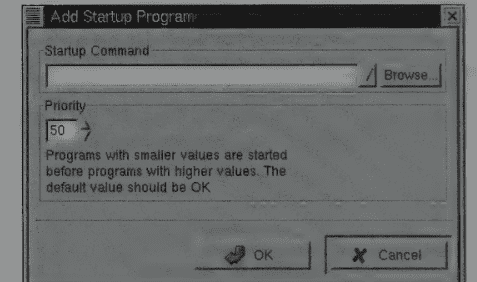 Add Startup Program
Startup Command
Browse...
Priority
50
Programs with smaller values are started
before programs with higher values. The
default value should be OK
OK
Cancel